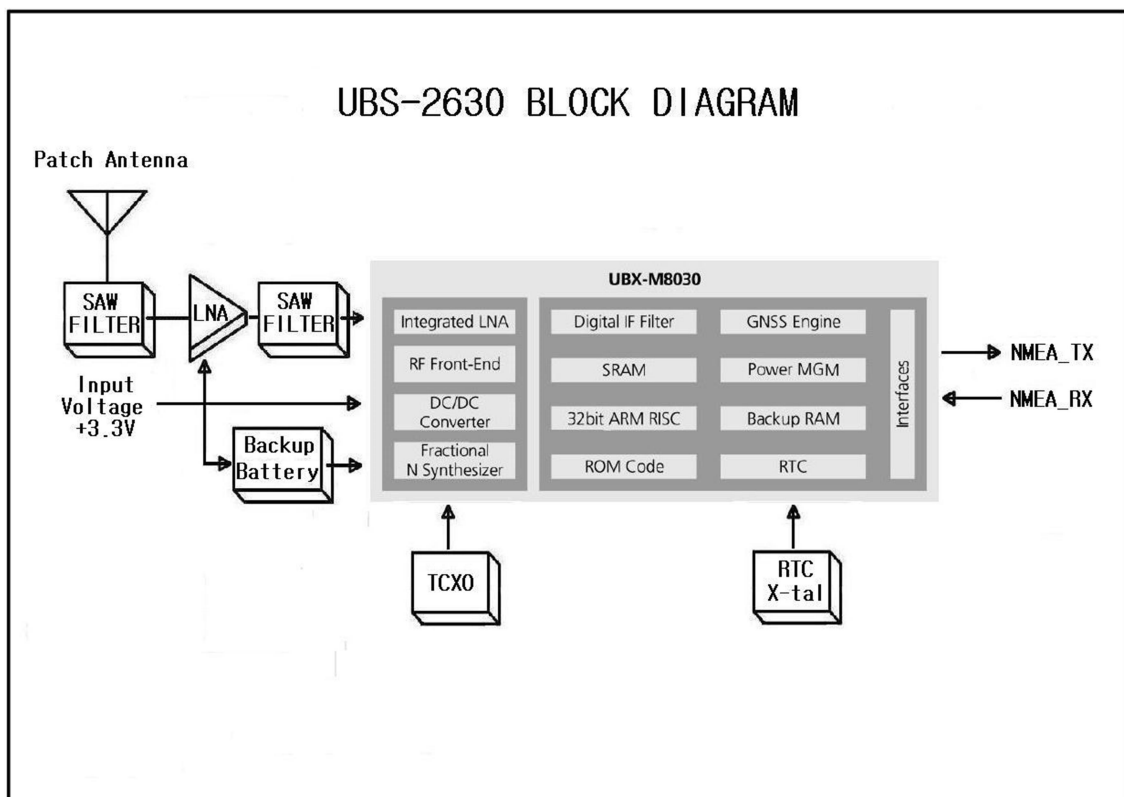 UBS-2630 BLOCK DIAGRAM
Patch Antenna
SAW
FILTER
LNA
SAW
FILTER
Input
Voltage
+3.3V
Backup
Battery
UBX-M8030
Integrated LNA
RF Front-End
DC/DC
Converter
Fractional
N Synthesizer
Digital IF Filter
SRAM
32bit ARM RISC
ROM Code
GNSS Engine
Power MGM
Backup RAM
RTC
Interfaces
NMEA_TX
NMEA_RX
TCXO
RTC
X-tal